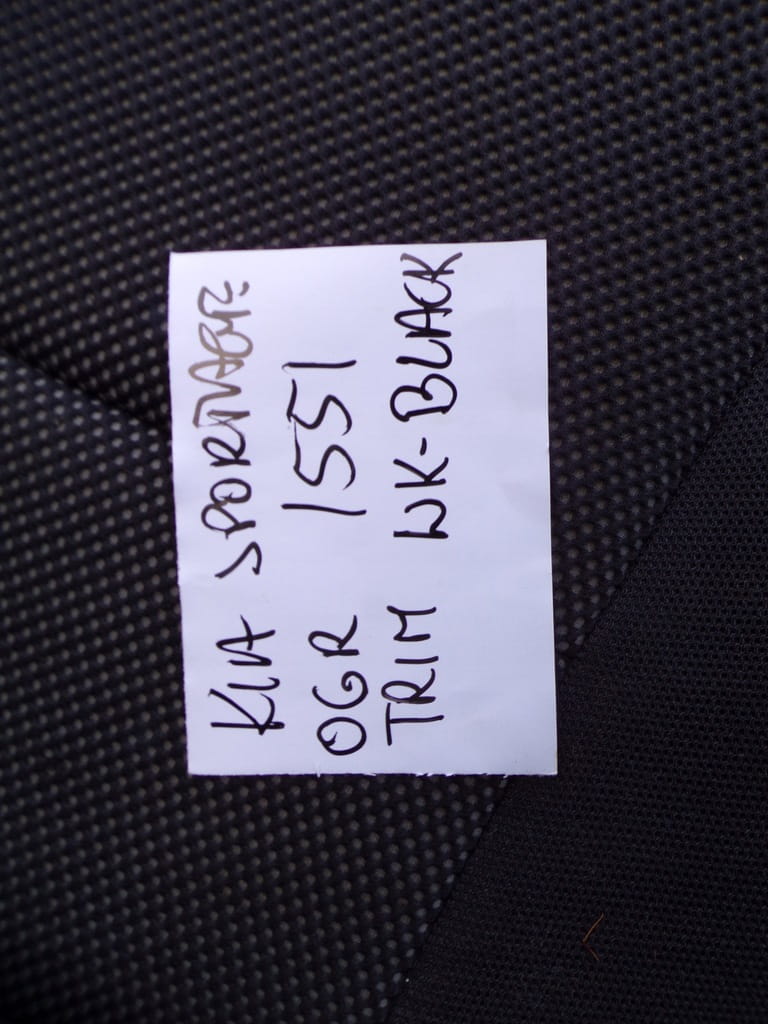 KIA SPORTAGE
OGR 1551
TRIM WK-BLACK